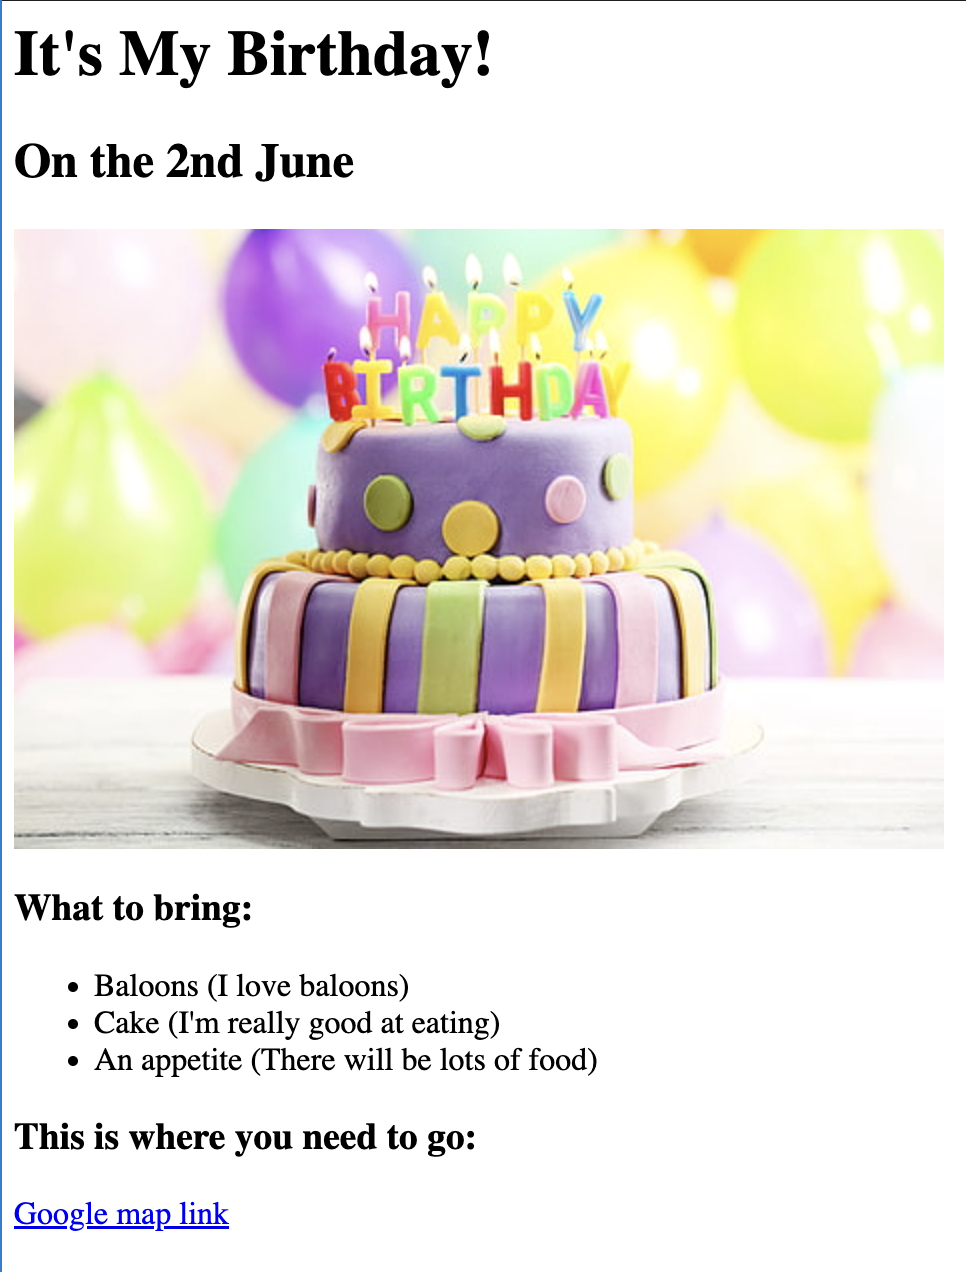 It's My Birthday!
On the 2nd June
HAPPY
BIRTHDAY
What to bring:
Baloons (I love baloons)
Cake (I'm really good at eating)
An appetite (There will be lots of food)
This is where you need to go:
Google map link